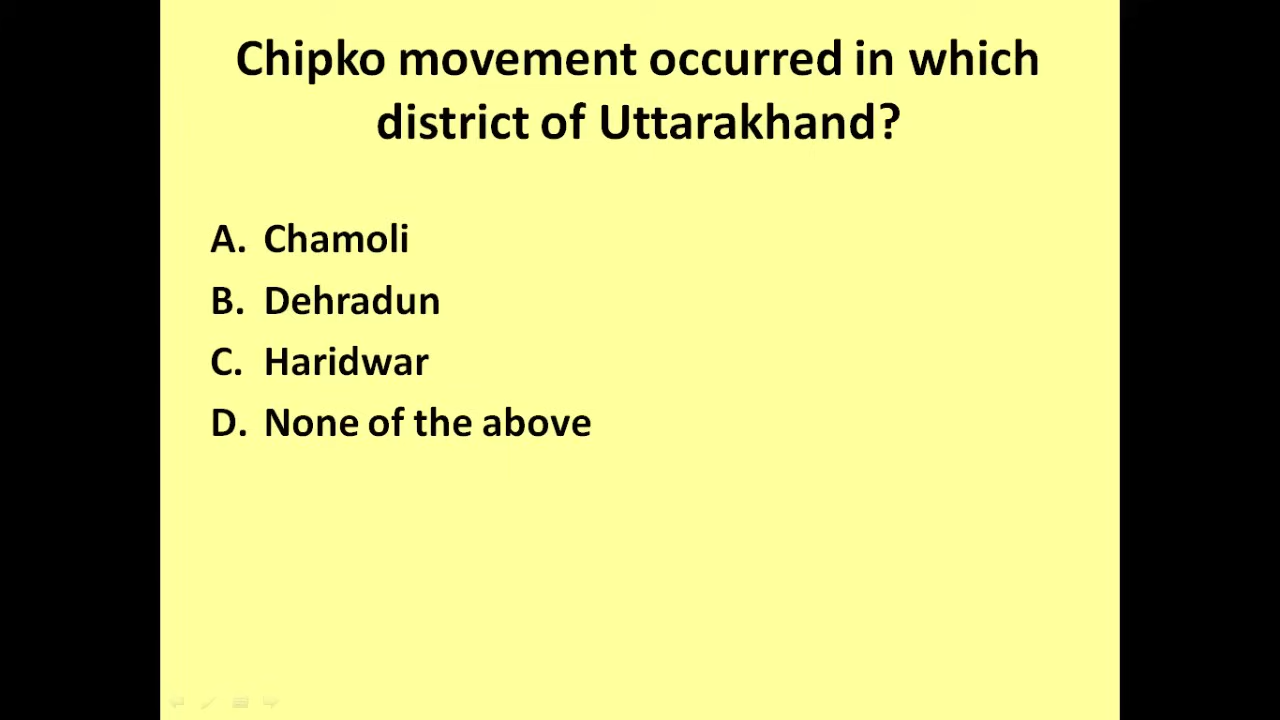 Chipko movement occurred in which
district of Uttarakhand?
A. Chamoli
B. Dehradun
C. Haridwar
D. None of the above